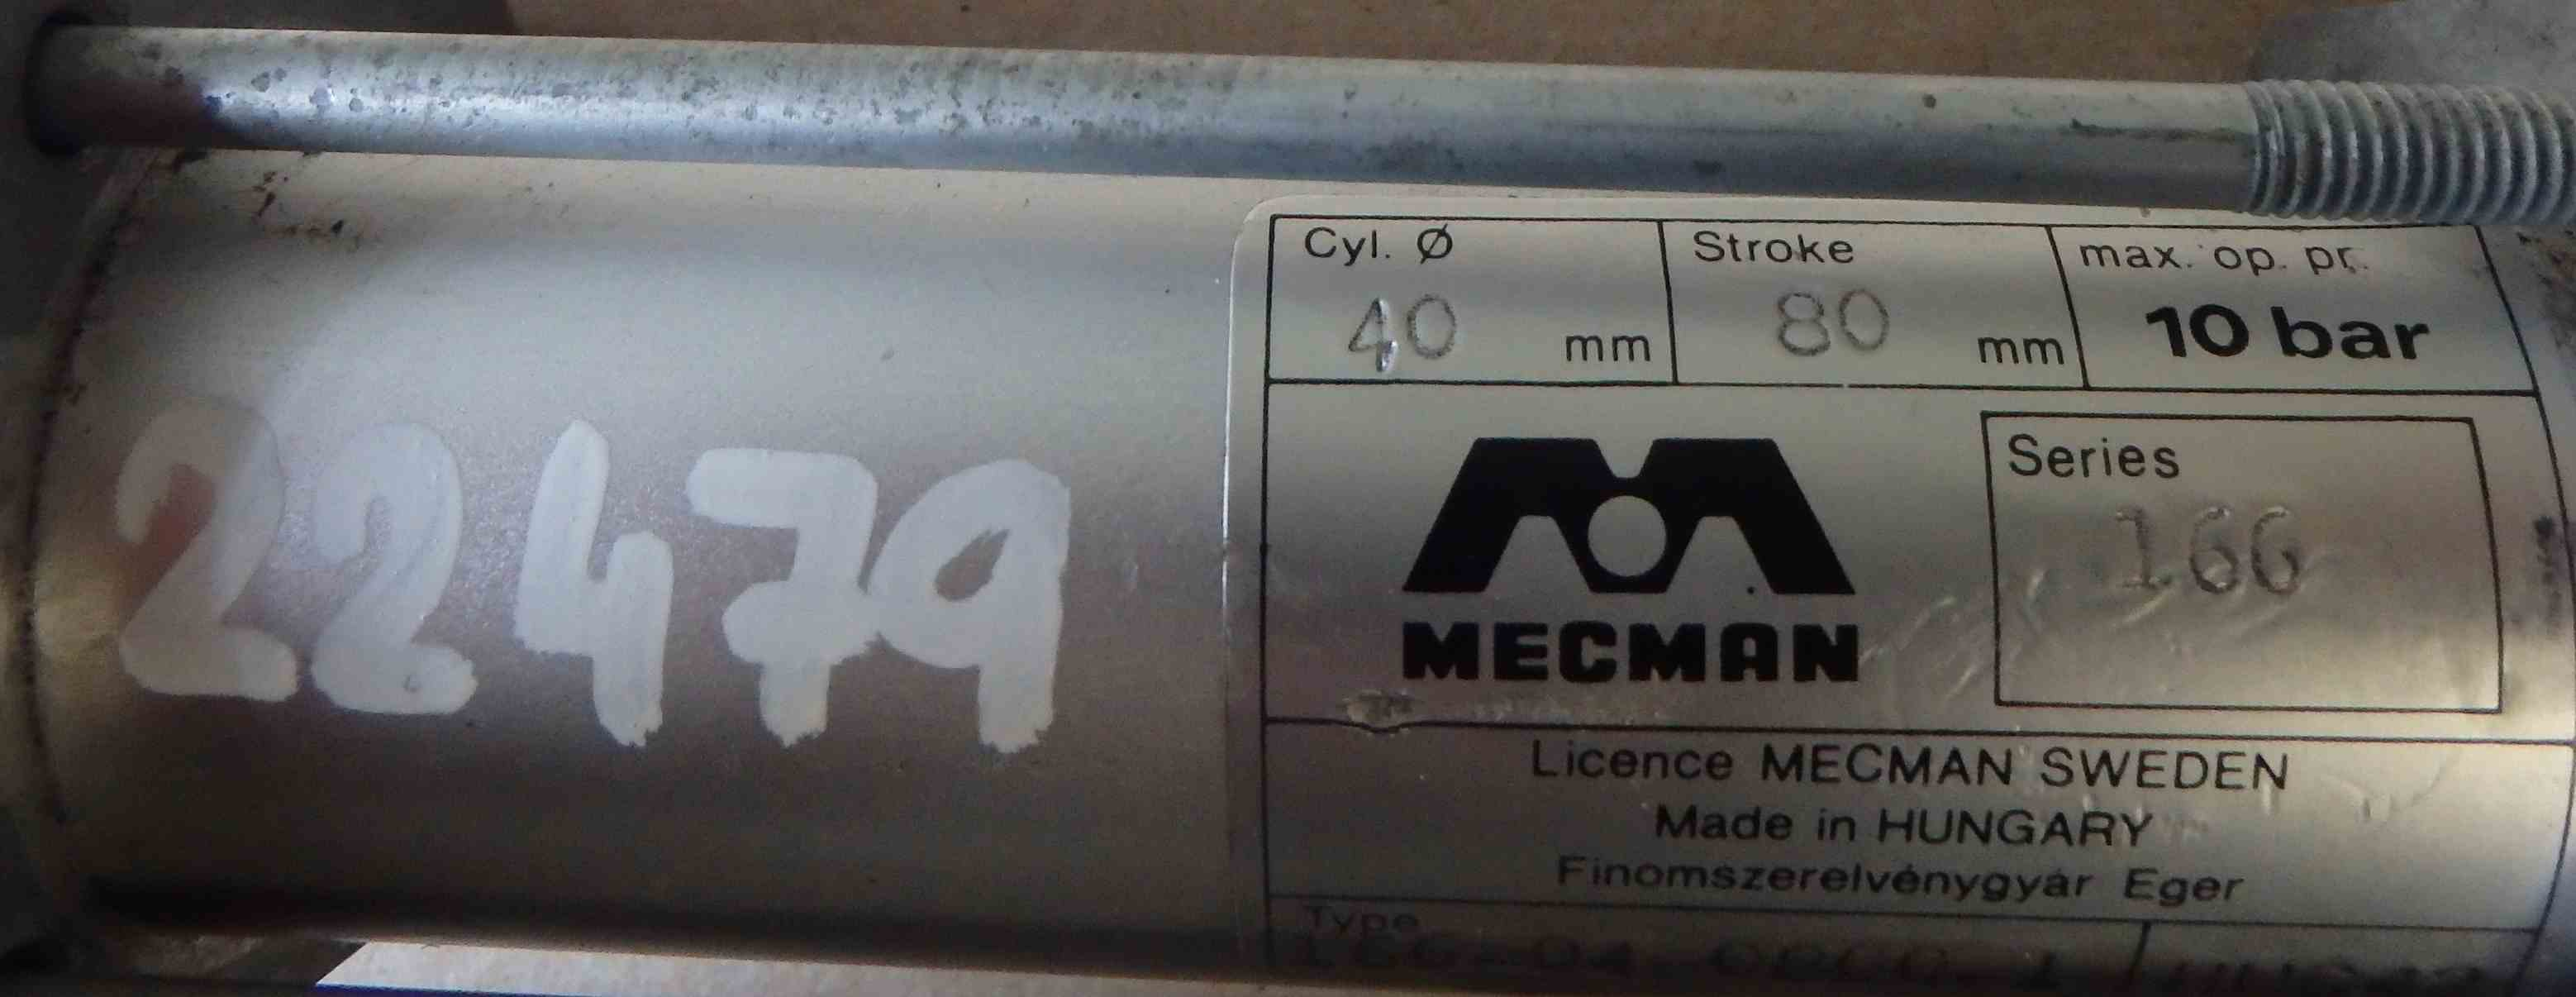 22479
Cyl. Ø
40 mm
Stroke
80 mm
max. op. pr.
10 bar
MECMAN
Series
166
Licence MECMAN SWEDEN
Made in HUNGARY
Finomszerelvénygyár Eger
Type